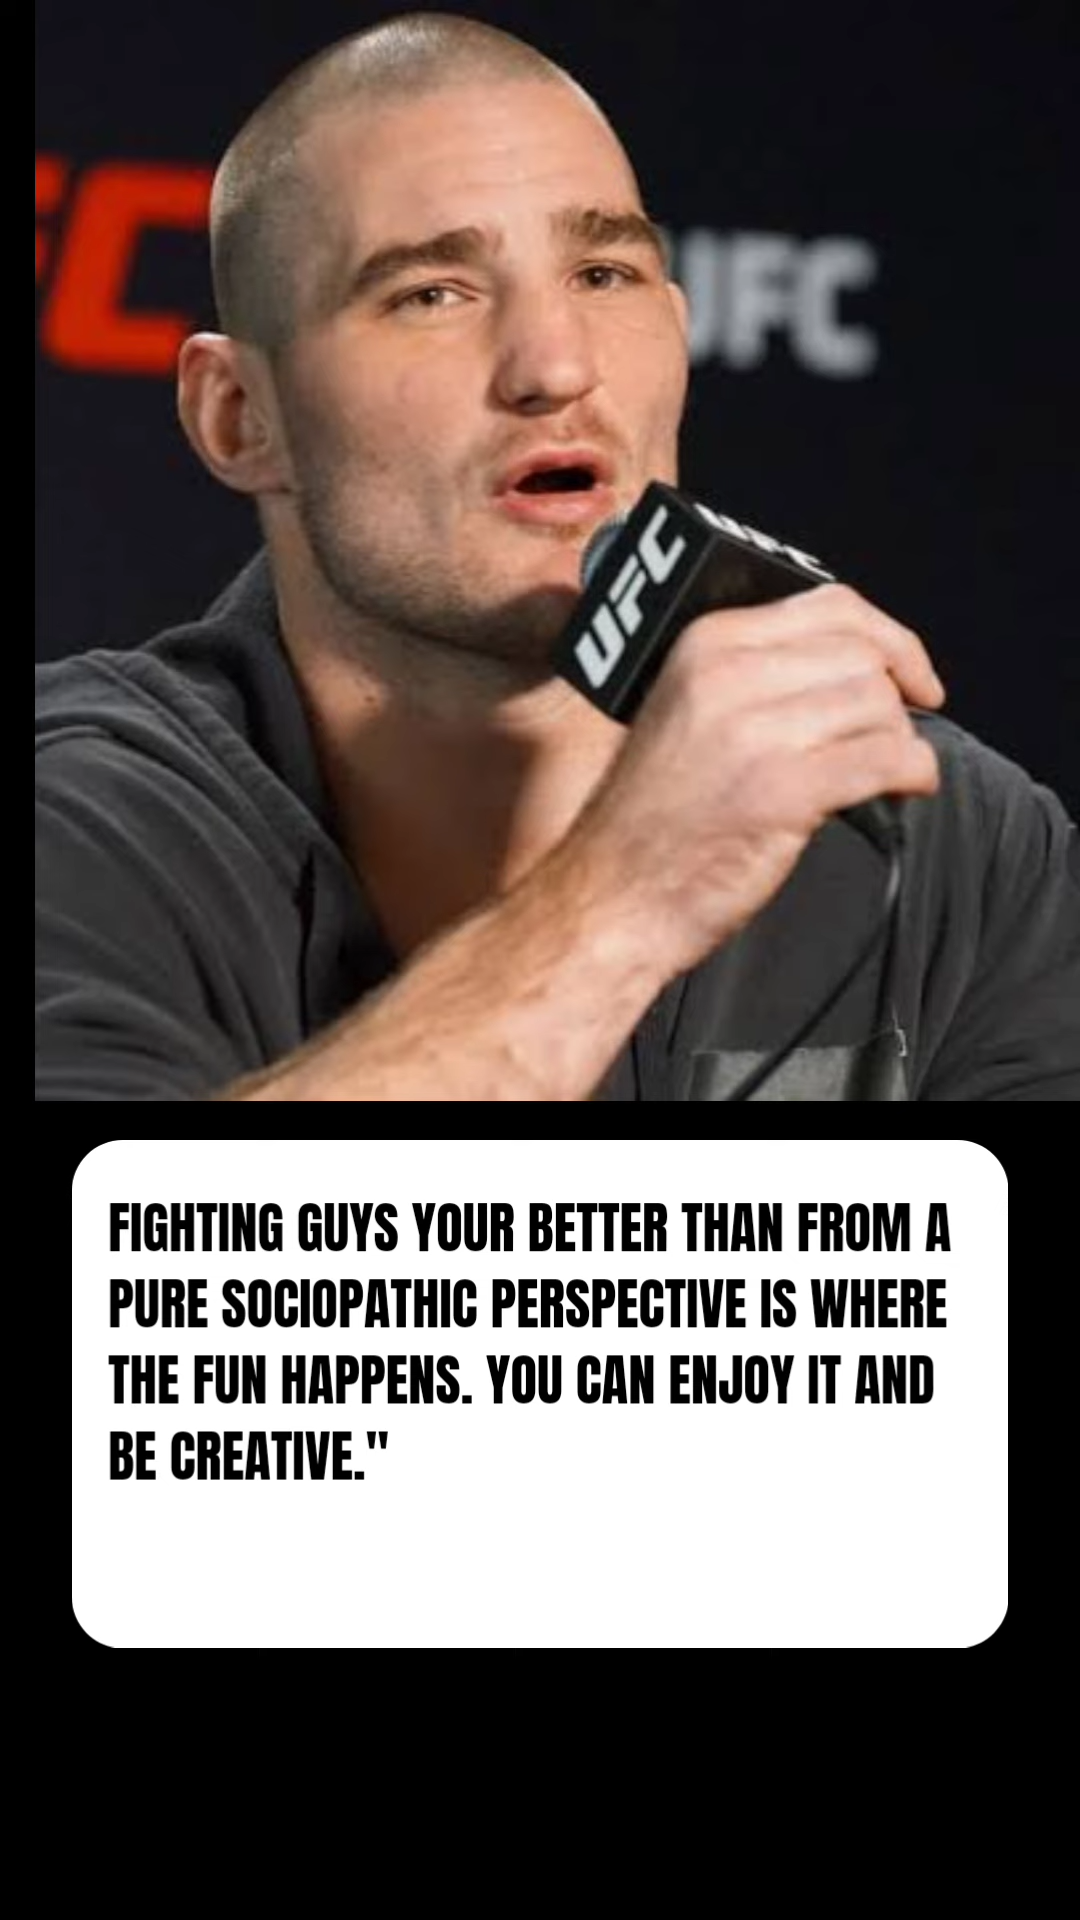 FC
UFC
UFC
UFC
FIGHTING GUYS YOUR BETTER THAN FROM A
PURE SOCIOPATHIC PERSPECTIVE IS WHERE
THE FUN HAPPENS. YOU CAN ENJOY IT AND
BE CREATIVE."